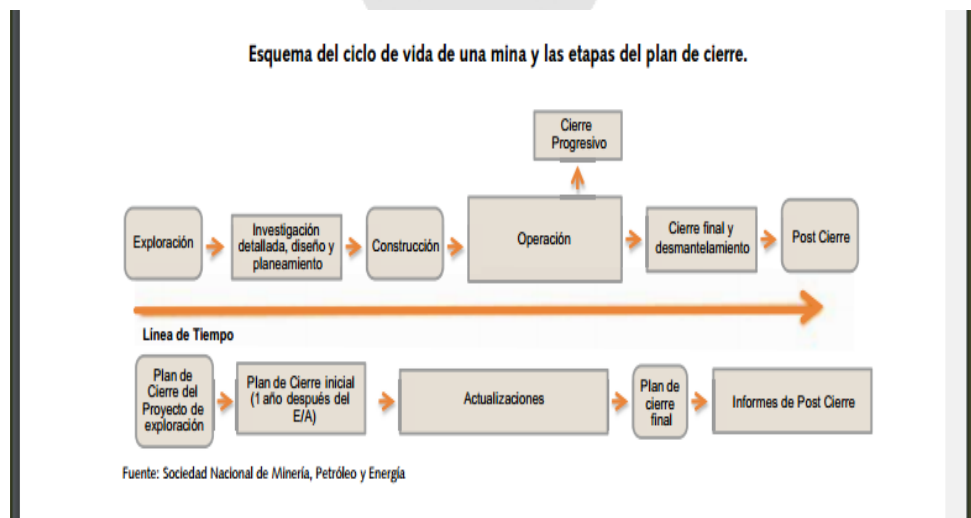 Esquema del ciclo de vida de una mina y las etapas del plan de cierre.
Cierre
Progresivo
Exploración
Investigación
detallada, diseño y
planeamiento
Construcción
Operación
Cierre final y
desmantelamiento
Post Cierre
Linea de Tiempo
Plan de
Cierre del
Proyecto de
exploración
Plan de Cierre inicial
(1 año después del
E/A)
Actualizaciones
Plan de
cierre
final
Informes de Post Cierre
Fuente: Sociedad Nacional de Minería, Petróleo y Energía